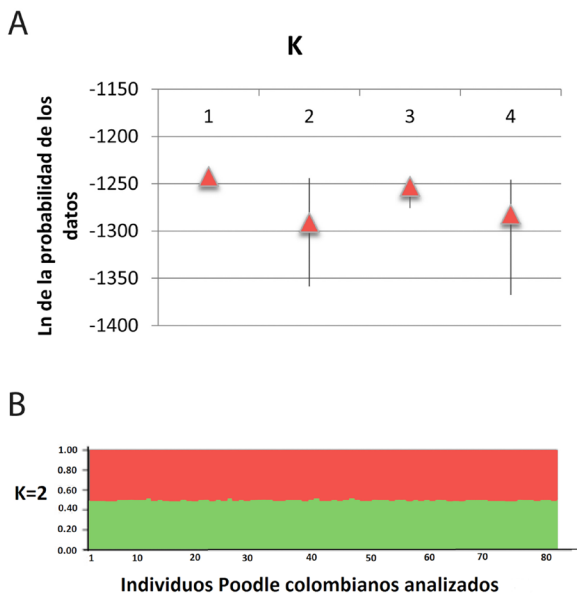 A
K
Ln de la probabilidad de los
datos
-1150
-1200
-1250
-1300
-1350
-1400
1 2 3 4
B
K=2
1.00
0.80
0.60
0.40
0.20
0.00
1 10 20 30 40 50 60 70 80
Individuos Poodle colombianos analizados